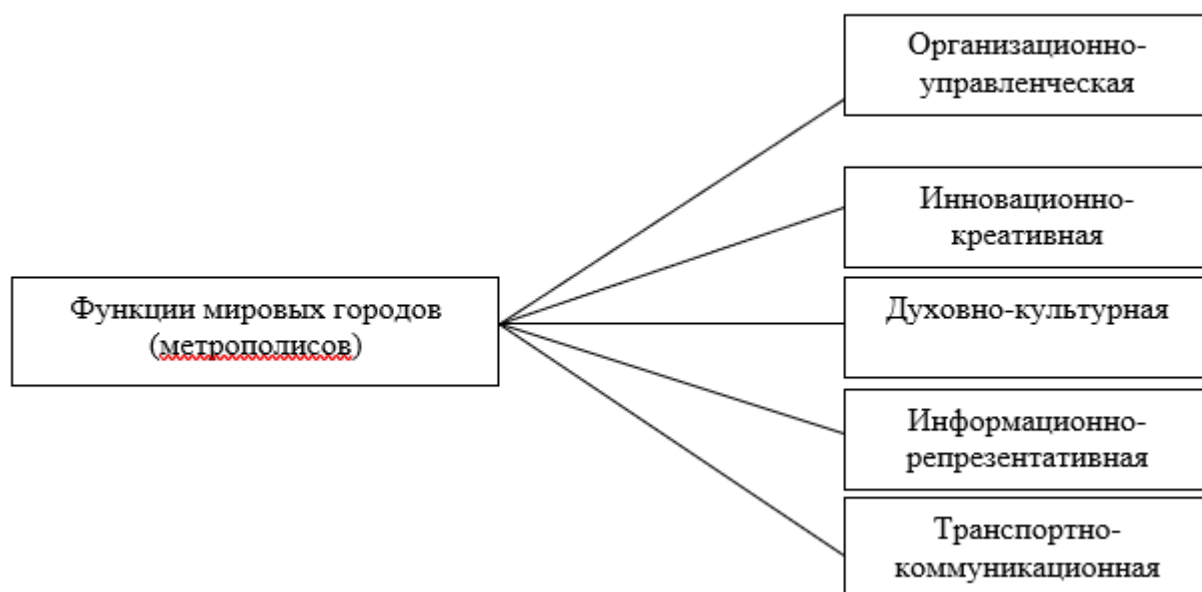 Функции мировых городов
(метрополисов)
Организационно-
управленческая
Инновационно-
креативная
Духовно-культурная
Информационно-
репрезентативная
Транспортно-
коммуникационная